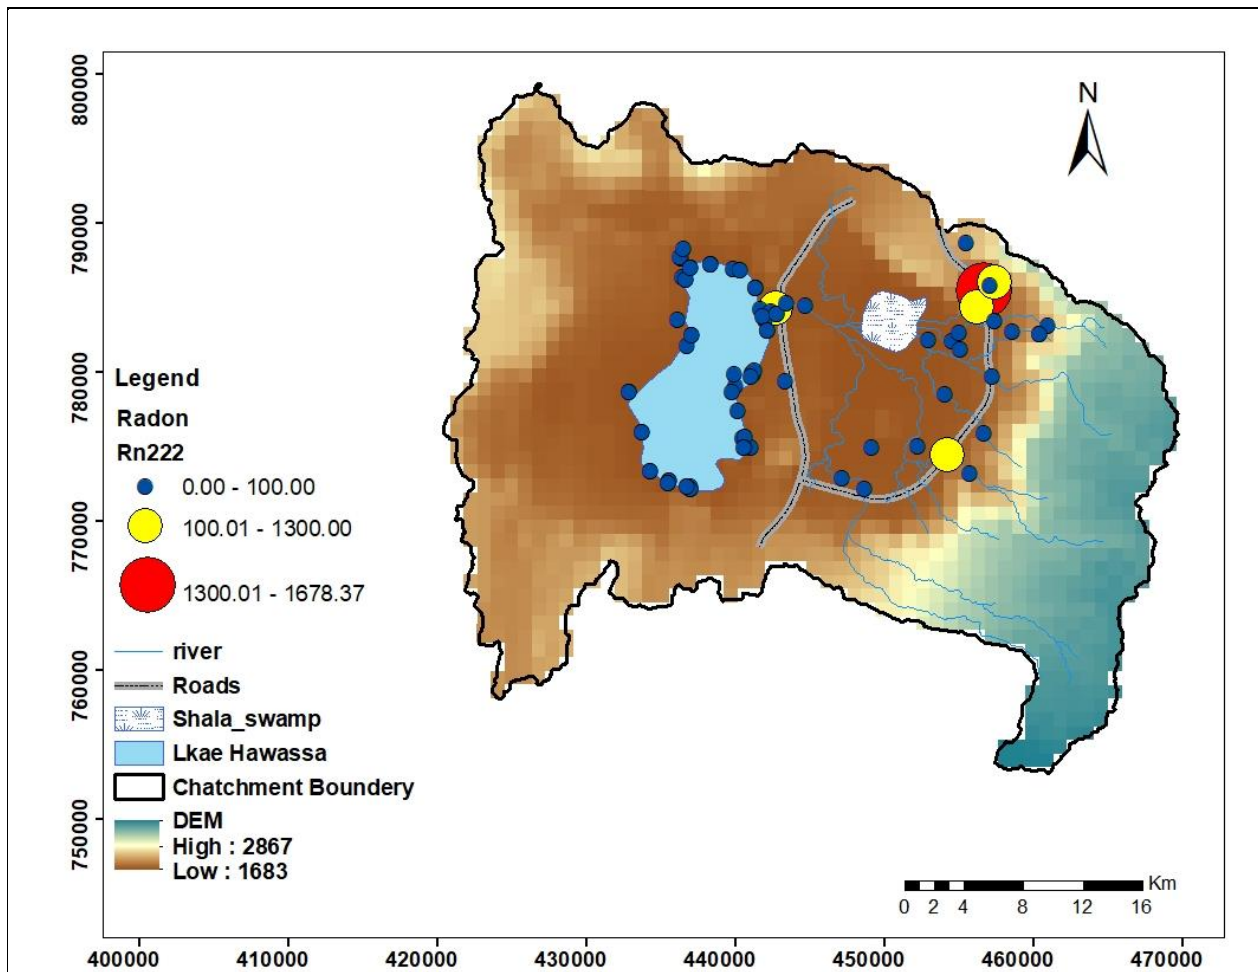 N
800000
790000
780000
770000
760000
750000
Legend
Radon
Rn222
0.00 - 100.00
100.01 - 1300.00
1300.01 - 1678.37
river
Roads
Shala_swamp
Lkae Hawassa
Chatchment Boundery
DEM
High : 2867
Low : 1683
Km
0 2 4 8 12 16
400000 410000 420000 430000 440000 450000 460000 470000